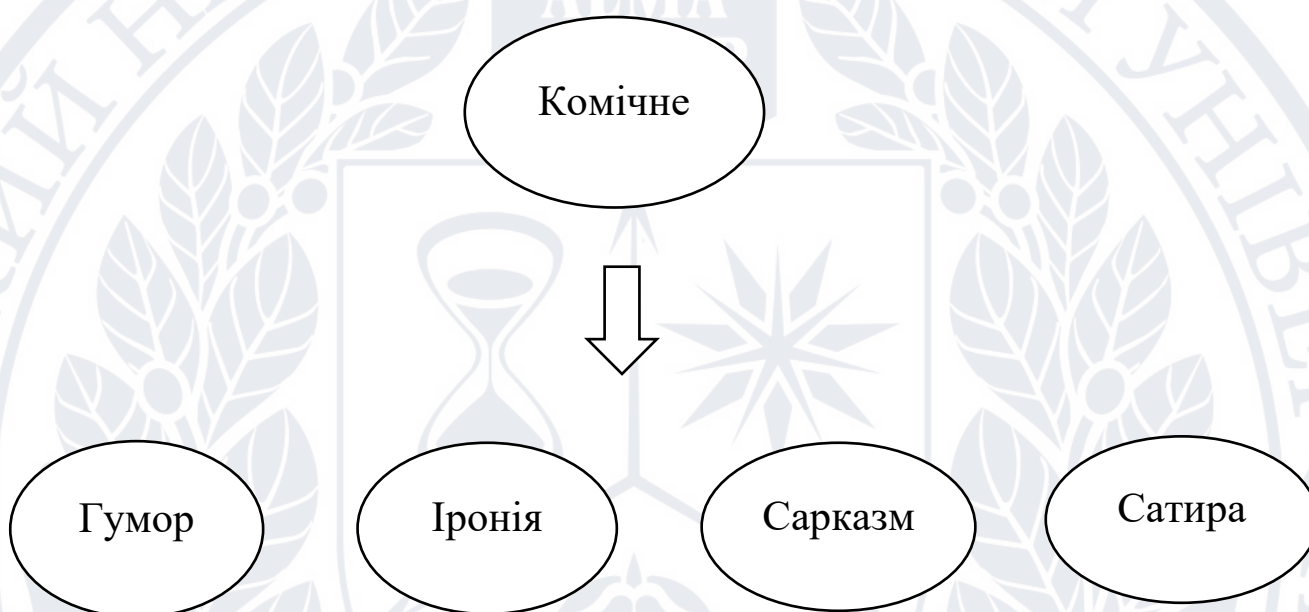 Комічне
Гумор
Іронія
Сарказм
Сатира